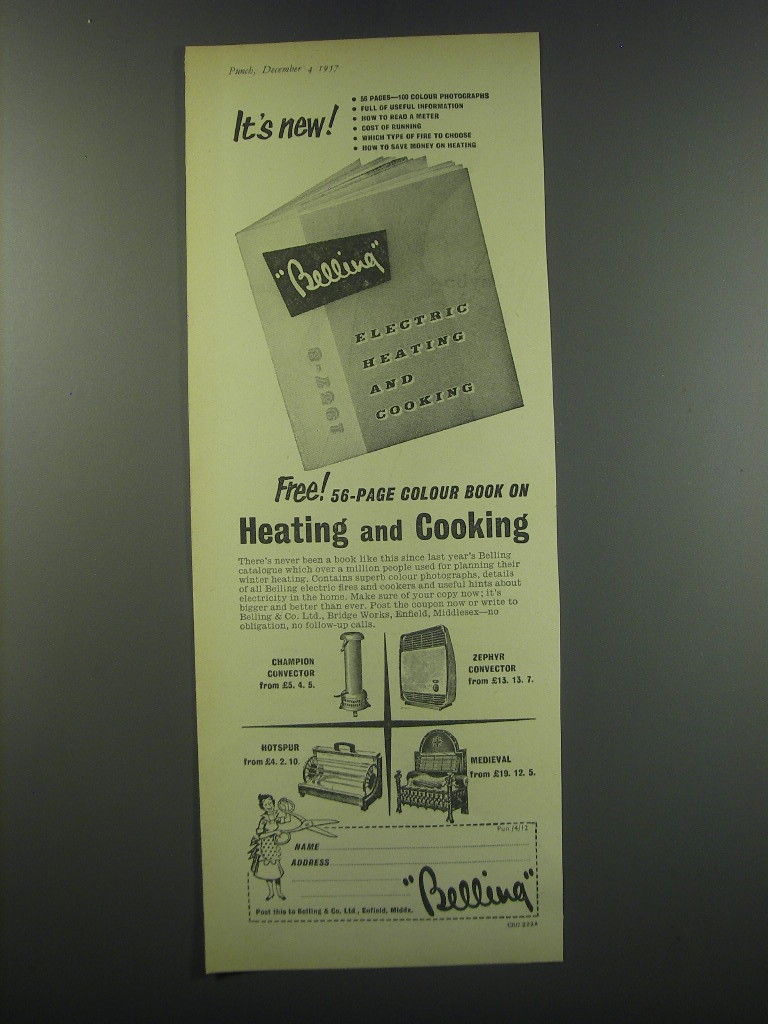 Punch, December 4 1957
It's new!
• 56 PAGES—100 COLOUR PHOTOGRAPHS
• FULL OF USEFUL INFORMATION
• HOW TO READ A METER
• COST OF RUNNING
• WHICH TYPE OF FIRE TO CHOOSE
• HOW TO SAVE MONEY ON HEATING
"Belling"
ELECTRIC
HEATING
AND
COOKING
1957-8
Free! 56-PAGE COLOUR BOOK ON
Heating and Cooking
There's never been a book like this since last year's Belling
catalogue which over a million people used for planning their
winter heating. Contains superb colour photographs, details
of all Belling electric fires and cookers and useful hints about
electricity in the home. Make sure of your copy now; it's
bigger and better than ever. Post the coupon now or write to
Belling & Co. Ltd., Bridge Works, Enfield, Middlesex—no
obligation, no follow-up calls.
CHAMPION
CONVECTOR
from £5. 4. 5.
ZEPHYR
CONVECTOR
from £13. 13. 7.
HOTSPUR
from £4. 2. 10.
MEDIEVAL
from £19. 12. 5.
Pun /4/12
NAME
ADDRESS
"Belling"
Post this to Belling & Co. Ltd., Enfield, Middx.